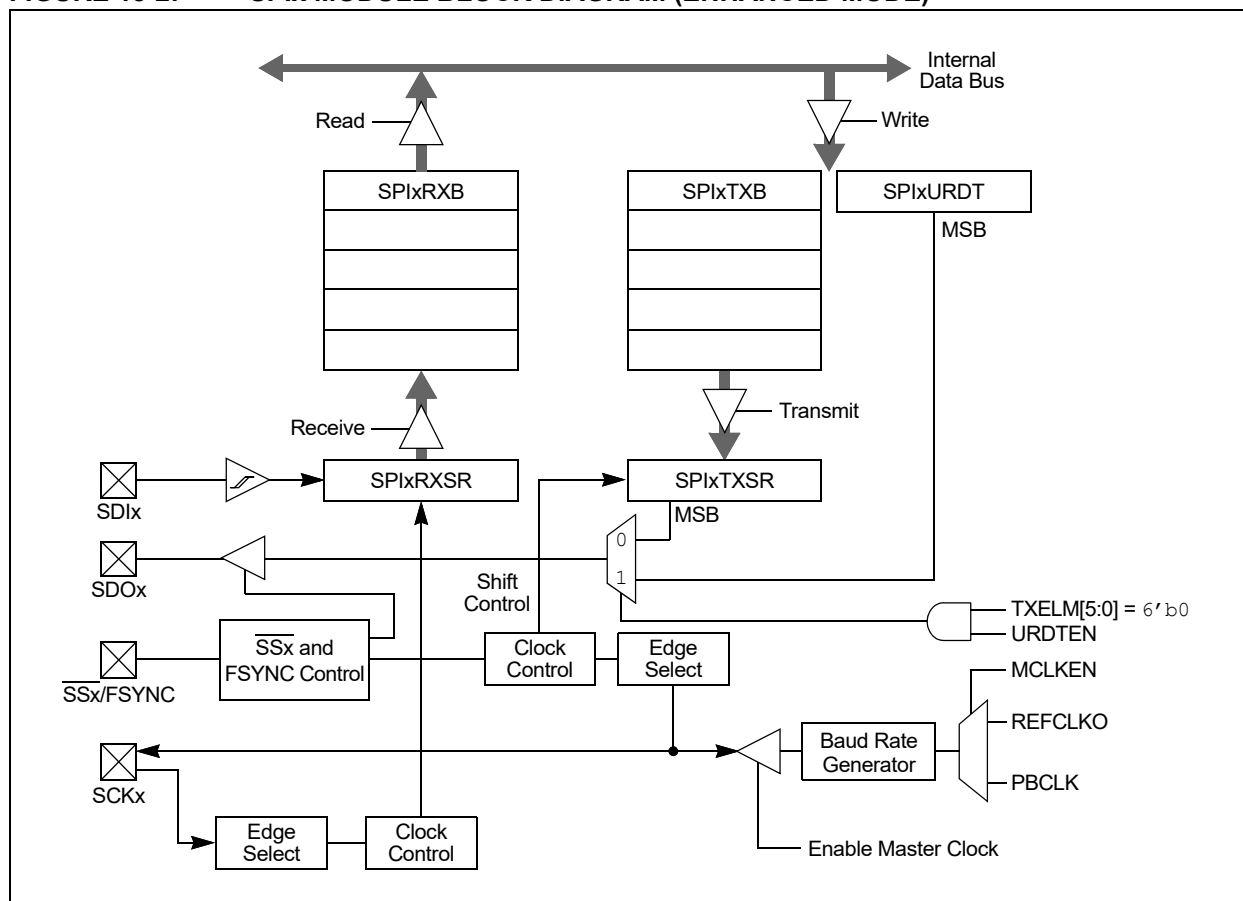 Internal
Data Bus
Read
Write
SPIxRXB
SPIxTXB
SPIxURDT
MSB
Receive
Transmit
SPIxRXSR
SPIxTXSR
SDIx
MSB
0
1
SDOx
Shift
Control
TXELM[5:0] = 6'b0
URDTEN
SSx and
FSYNC Control
Clock
Control
Edge
Select
SSx/FSYNC
MCLKEN
REFCLKO
Baud Rate
Generator
PBCLK
SCKx
Edge
Select
Clock
Control
Enable Master Clock